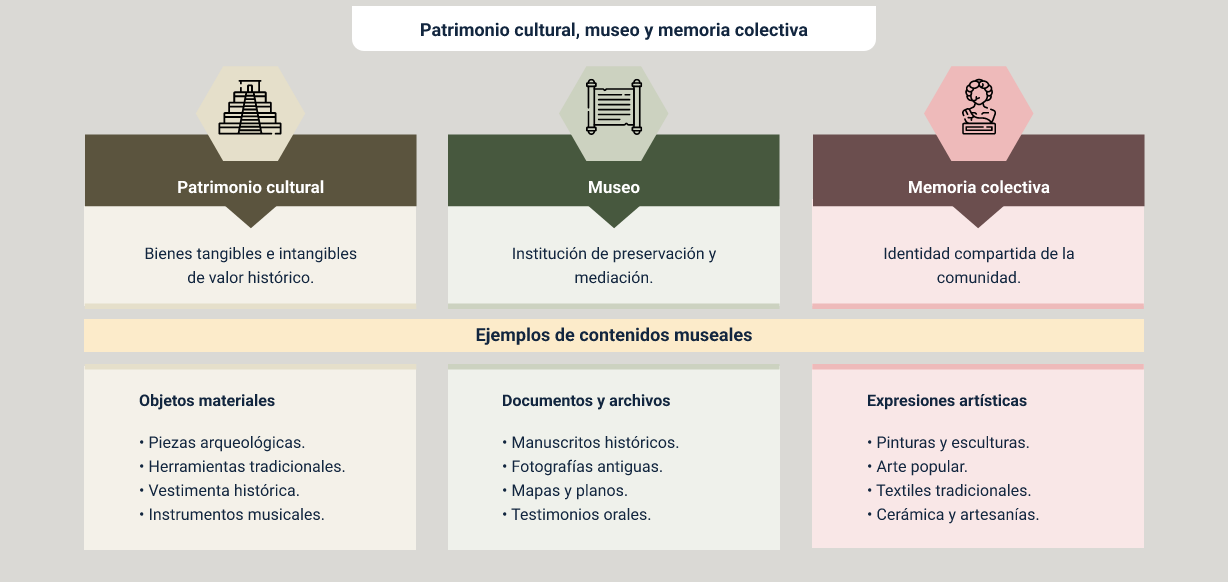 Patrimonio cultural, museo y memoria colectiva
Patrimonio cultural
Bienes tangibles e intangibles
de valor histórico.
Museo
Institución de preservación y
mediación.
Memoria colectiva
Identidad compartida de la
comunidad.
Ejemplos de contenidos museales
Objetos materiales
• Piezas arqueológicas.
• Herramientas tradicionales.
• Vestimenta histórica.
• Instrumentos musicales.
Documentos y archivos
• Manuscritos históricos.
• Fotografías antiguas.
• Mapas y planos.
• Testimonios orales.
Expresiones artísticas
• Pinturas y esculturas.
• Arte popular.
• Textiles tradicionales.
• Cerámica y artesanías.